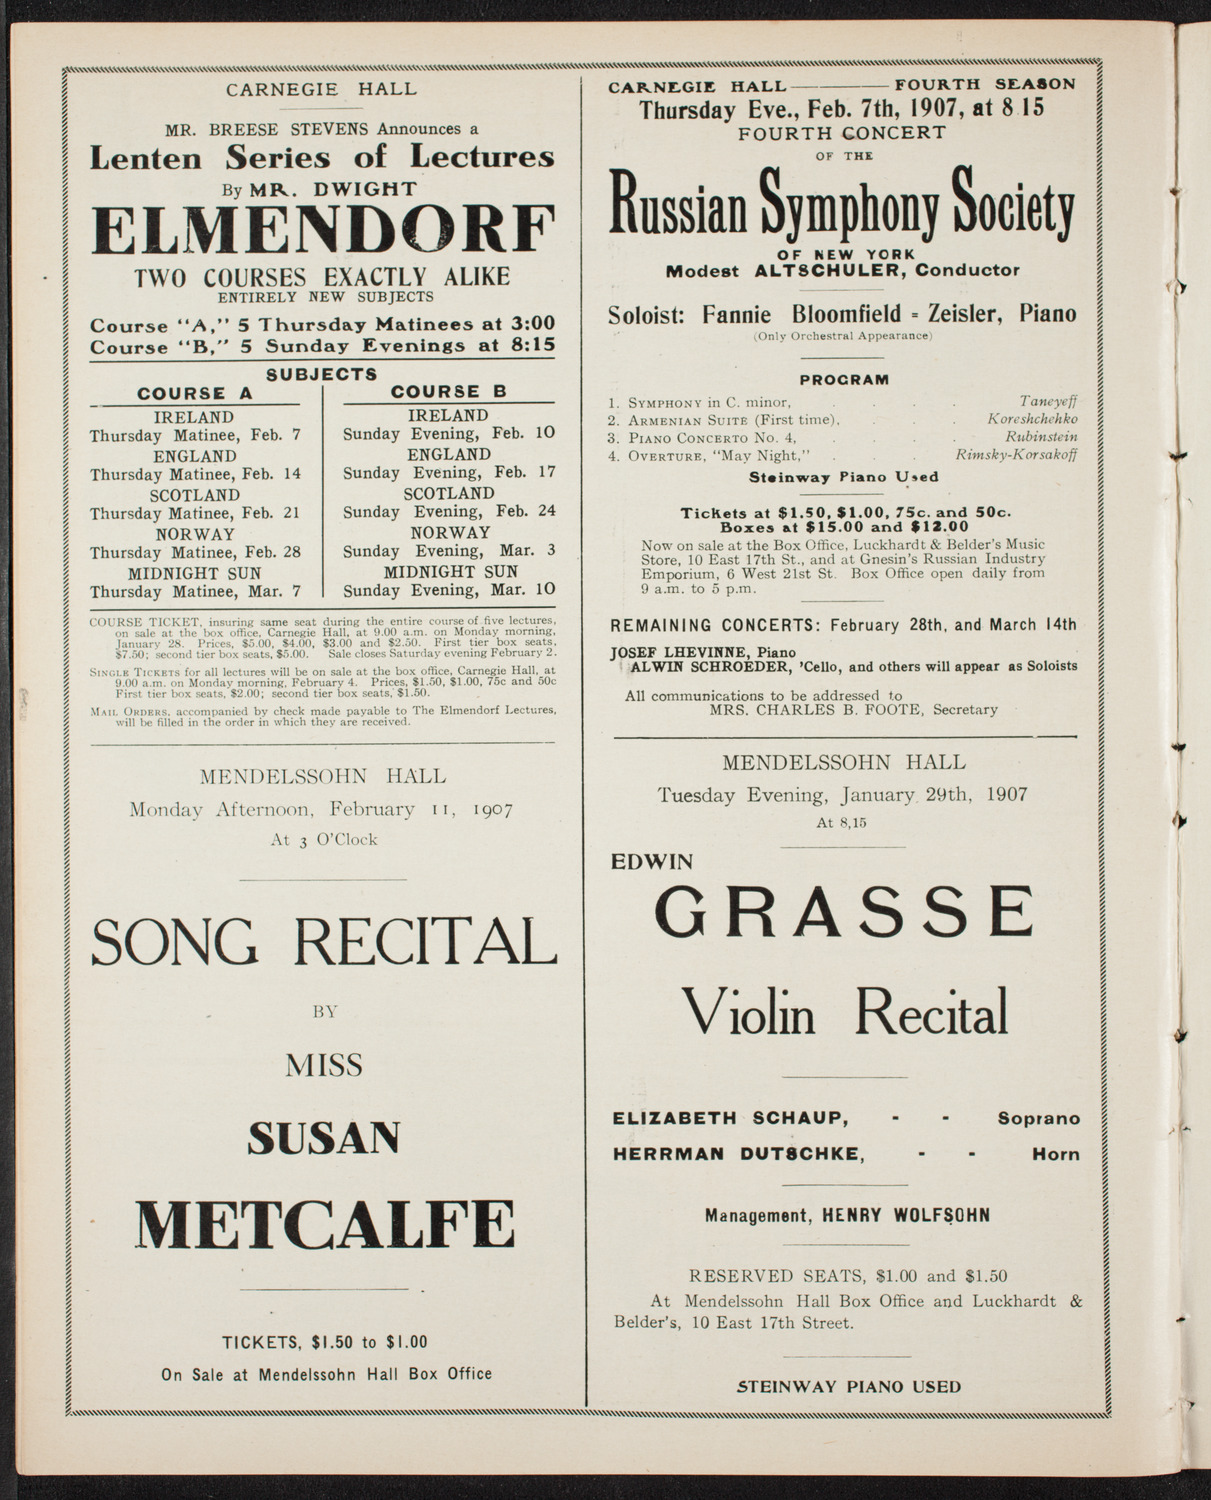 CARNEGIE HALL
MR. BREESE STEVENS Announces a
Lenten Series of Lectures
By MR. DWIGHT
ELMENDORF
TWO COURSES EXACTLY ALIKE
ENTIRELY NEW SUBJECTS
Course "A," 5 Thursday Matinees at 3:00
Course "B," 5 Sunday Evenings at 8:15
SUBJECTS
COURSE A
IRELAND
Thursday Matinee, Feb. 7
ENGLAND
Thursday Matinee, Feb. 14
SCOTLAND
Thursday Matinee, Feb. 21
NORWAY
Thursday Matinee, Feb. 28
MIDNIGHT SUN
Thursday Matinee, Mar. 7
COURSE B
IRELAND
Sunday Evening, Feb. 10
ENGLAND
Sunday Evening, Feb. 17
SCOTLAND
Sunday Evening, Feb. 24
NORWAY
Sunday Evening, Mar. 3
MIDNIGHT SUN
Sunday Evening, Mar. 10
COURSE TICKET, insuring same seat during the entire course of five lectures,
on sale at the box office, Carnegie Hall, at 9.00 a.m. on Monday morning,
January 28. Prices, $5.00, $4.00, $3.00 and $2.50. First tier box seats,
$7.50; second tier box seats, $5.00. Sale closes Saturday evening February 2.
SINGLE TICKETS for all lectures will be on sale at the box office, Carnegie Hall, at
9.00 a.m. on Monday morning, February 4. Prices, $1.50, $1.00, 75c and 50c
First tier box seats, $2.00; second tier box seats, $1.50.
MAIL ORDERS, accompanied by check made payable to The Elmendorf Lectures,
will be filled in the order in which they are received.
MENDELSSOHN HALL
Monday Afternoon, February 11, 1907
At 3 O'Clock
SONG RECITAL
BY
MISS
SUSAN
METCALFE
TICKETS, $1.50 to $1.00
On Sale at Mendelssohn Hall Box Office
CARNEGIE HALL — FOURTH SEASON
Thursday Eve., Feb. 7th, 1907, at 8 15
FOURTH CONCERT
OF THE
Russian Symphony Society
OF NEW YORK
Modest ALTSCHULER, Conductor
Soloist: Fannie Bloomfield = Zeisler, Piano
(Only Orchestral Appearance)
PROGRAM
1. SYMPHONY in C. minor, . . . . Taneyeff
2. ARMENIAN SUITE (First time), . . . Koreshchehko
3. PIANO CONCERTO No. 4, . . . . Rubinstein
4. OVERTURE, "May Night," . . . Rimsky-Korsakoff
Steinway Piano Used
Tickets at $1.50, $1.00, 75c. and 50c.
Boxes at $15.00 and $12.00
Now on sale at the Box Office, Luckhardt & Belder's Music
Store, 10 East 17th St., and at Gnesin's Russian Industry
Emporium, 6 West 21st St. Box Office open daily from
9 a.m. to 5 p.m.
REMAINING CONCERTS: February 28th, and March 14th
JOSEF LHEVINNE, Piano
ALWIN SCHROEDER, 'Cello, and others will appear as Soloists
All communications to be addressed to
MRS. CHARLES B. FOOTE, Secretary
MENDELSSOHN HALL
Tuesday Evening, January 29th, 1907
At 8,15
EDWIN
GRASSE
Violin Recital
ELIZABETH SCHAUP, - - Soprano
HERRMAN DUTSCHKE, - - Horn
Management, HENRY WOLFSOHN
RESERVED SEATS, $1.00 and $1.50
At Mendelssohn Hall Box Office and Luckhardt &
Belder's, 10 East 17th Street.
STEINWAY PIANO USED